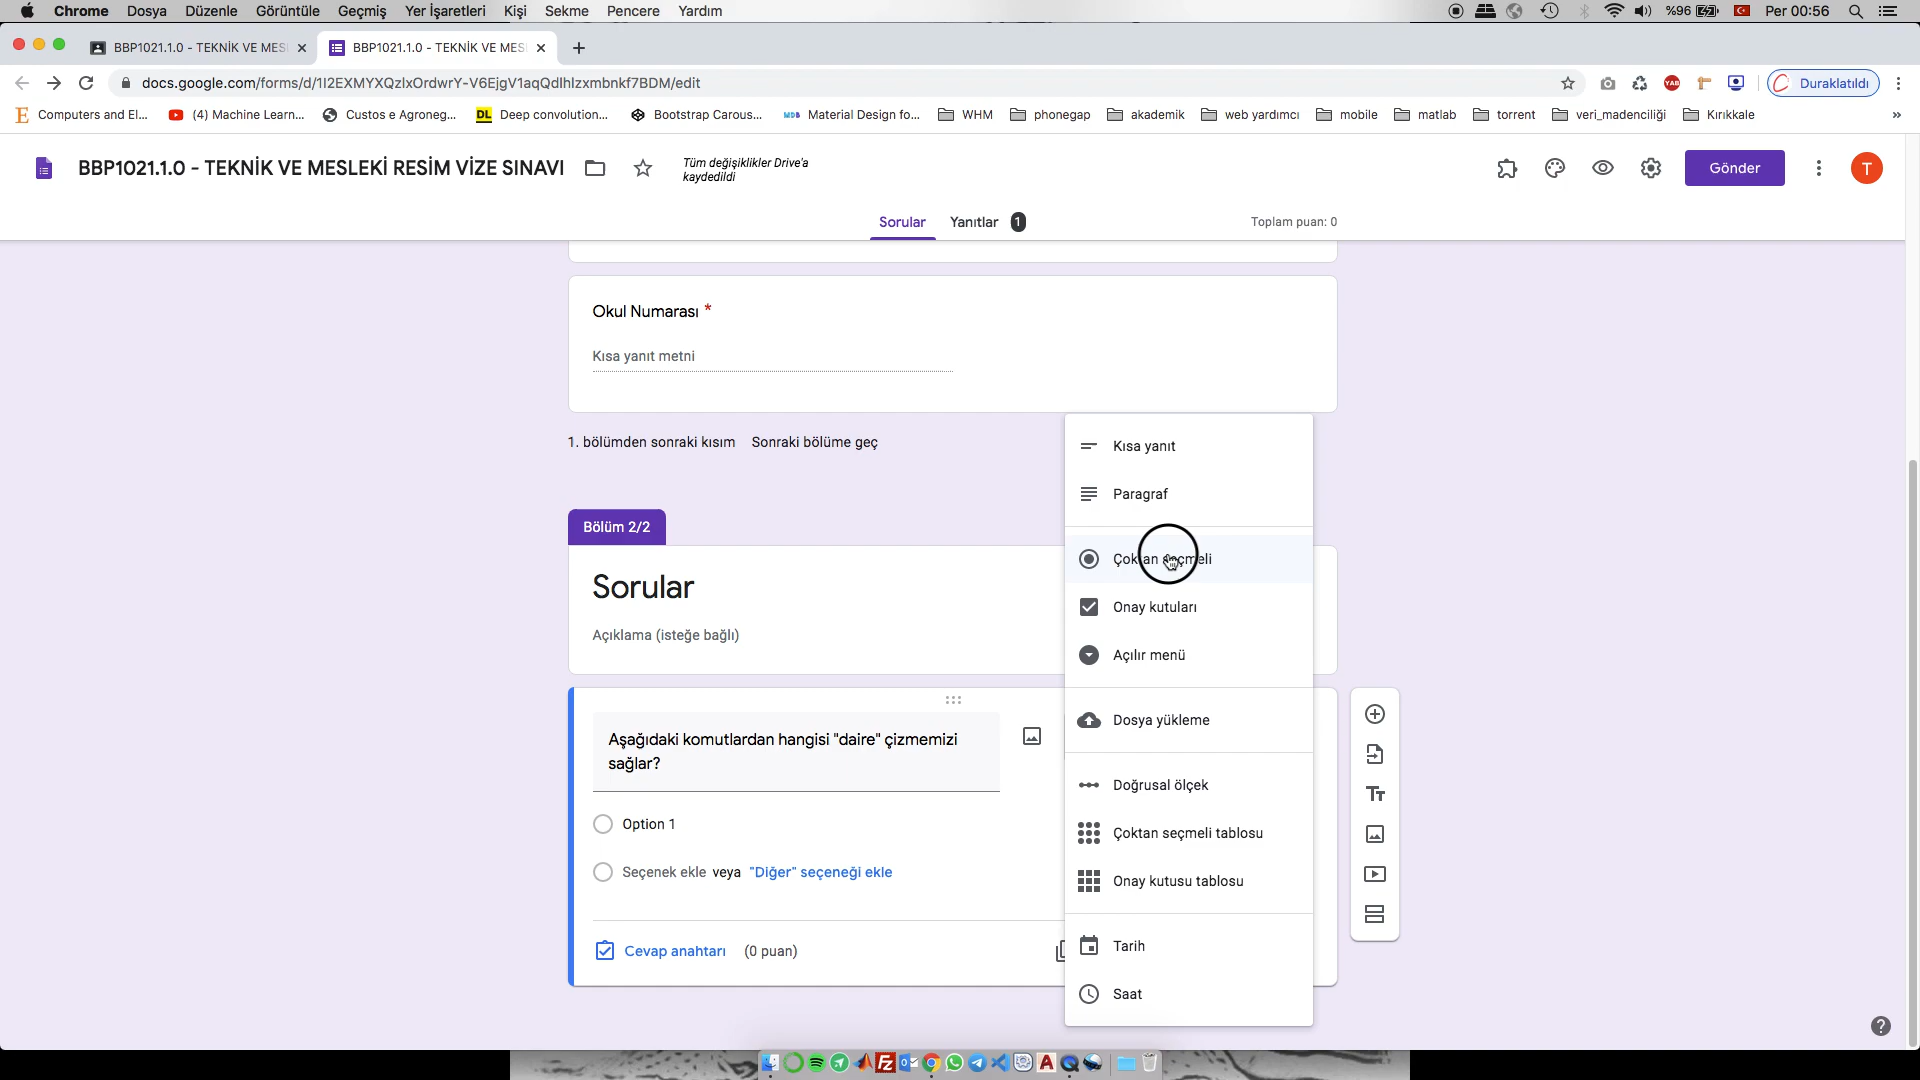 Chrome Dosya Düzenle Görüntüle Geçmiş Yer İşaretleri Kişi Sekme Pencere Yardım %96 Per 00:56
BBP1021.1.0 - TEKNİK VE MES
BBP1021.1.0 - TEKNİK VE MES
docs.google.com/forms/d/1I2EXMYXQzlxOrdwrY-V6EjgV1aqQdlhlzxmbnkf7BDM/edit
YAB
Duraklatıldı
Computers and El... (4) Machine Learn... Custos e Agroneg... DL Deep convolution... Bootstrap Carous... MDB Material Design fo... WHM phonegap akademik web yardımcı mobile matlab torrent veri_madenciliği Kırıkkale »
BBP1021.1.0 - TEKNİK VE MESLEKİ RESİM VİZE SINAVI
Tüm değişiklikler Drive'a
kaydedildi
Gönder
T
Sorular Yanıtlar 1
Toplam puan: 0
Okul Numarası *
Kısa yanıt metni
1. bölümden sonraki kısım Sonraki bölüme geç
Bölüm 2/2
Sorular
Açıklama (isteğe bağlı)
Aşağıdaki komutlardan hangisi "daire" çizmemizi
sağlar?
Option 1
Seçenek ekle veya "Diğer" seçeneği ekle
Cevap anahtarı (0 puan)
Kısa yanıt
Paragraf
Çoktan seçmeli
Onay kutuları
Açılır menü
Dosya yükleme
Doğrusal ölçek
Çoktan seçmeli tablosu
Onay kutusu tablosu
Tarih
Saat
Tt